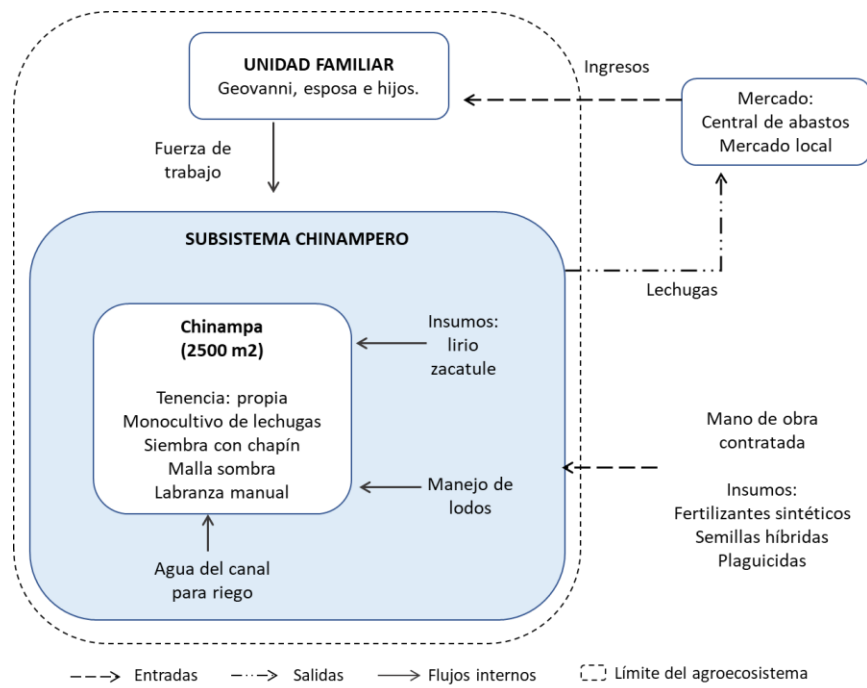 UNIDAD FAMILIAR
Geovanni, esposa e hijos.
Ingresos
Mercado:
Central de abastos
Mercado local
Fuerza de
trabajo
SUBSISTEMA CHINAMPERO
Lechugas
Chinampa
(2500 m2)
Tenencia: propia
Monocultivo de lechugas
Siembra con chapín
Malla sombra
Labranza manual
Insumos:
lirio
zacatule
Manejo de
lodos
Agua del canal
para riego
Mano de obra
contratada
Insumos:
Fertilizantes sintéticos
Semillas híbridas
Plaguicidas
Entradas
Salidas
Flujos internos
Límite del agroecosistema